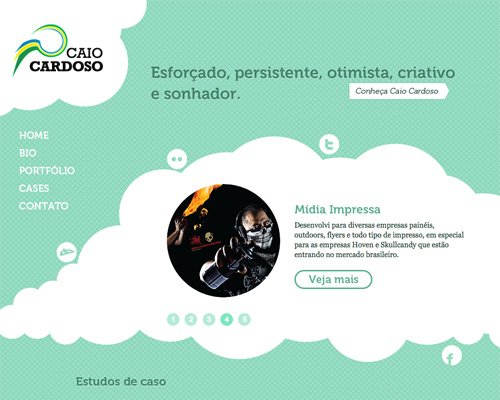 CAIO
CARDOSO
Esforçado, persistente, otimista, criativo
e sonhador.
Conheça Caio Cardoso
HOME
BIO
PORTFÓLIO
CASES
CONTATO
Mídia Impressa
Desenvolvi para diversas empresas painéis,
outdoors, flyers e todo tipo de impresso, em especial
para as empresas Hoven e Skullcandy que estão
entrando no mercado brasileiro.
Veja mais
1 2 3 4 5
Estudos de caso